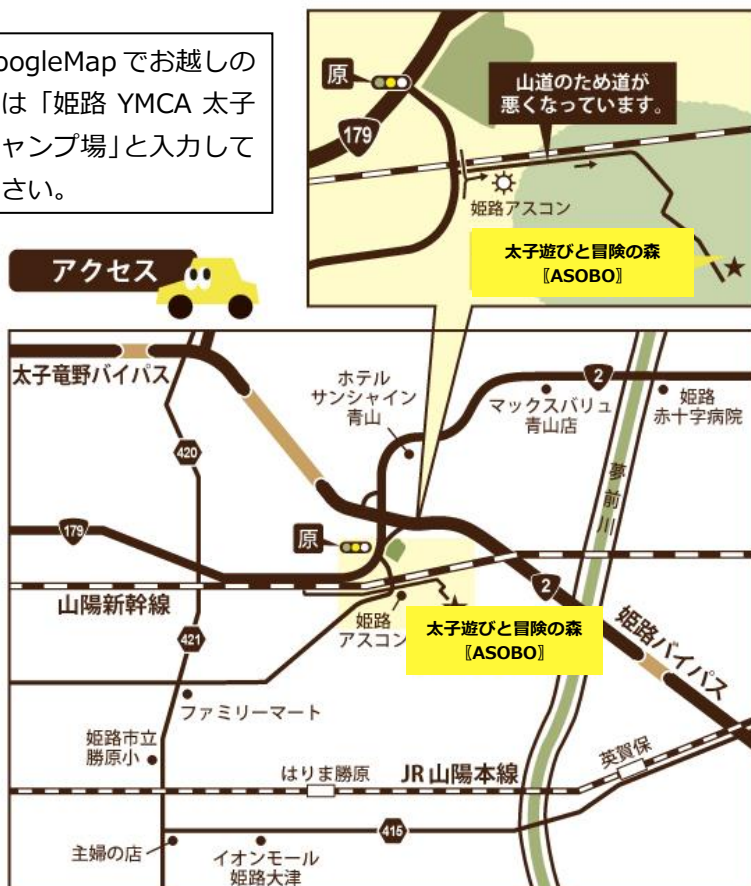 oogleMap でお越しの
は「姫路 YMCA 太子
ャンプ場」と入力して
さい。
原
179
山道のため道が
悪くなっています。
姫路アスコン
太子遊びと冒険の森
〖ASOBO〗
アクセス
太子竜野バイパス
ホテル
サンシャイン
青山
2
マックスバリュ
青山店
姫路
赤十字病院
420
夢前川
179
原
山陽新幹線
2
姫路
アスコン
太子遊びと冒険の森
〖ASOBO〗
421
姫路バイパス
ファミリーマート
姫路市立
勝原小
はりま勝原
JR山陽本線
英賀保
415
主婦の店
イオンモール
姫路大津